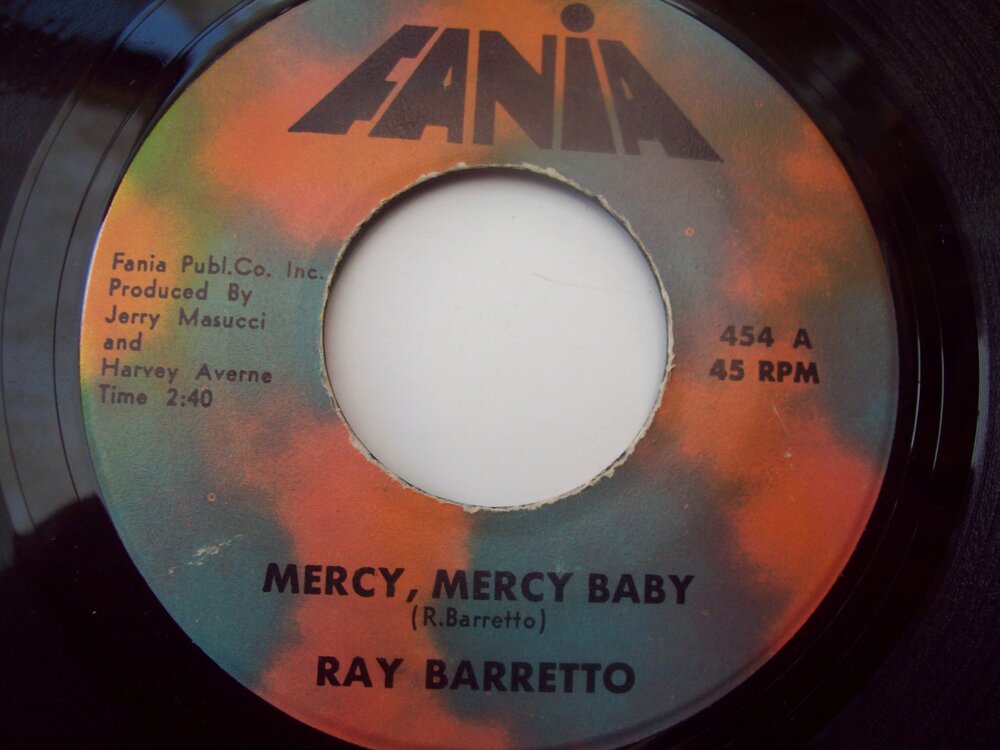 FANiA
Fania Publ.Co. Inc.
Produced By
Jerry Masucci
and
Harvey Averne
Time 2:40
454 A
45 RPM
MERCY, MERCY BABY
(R.Barretto)
RAY BARRETTO